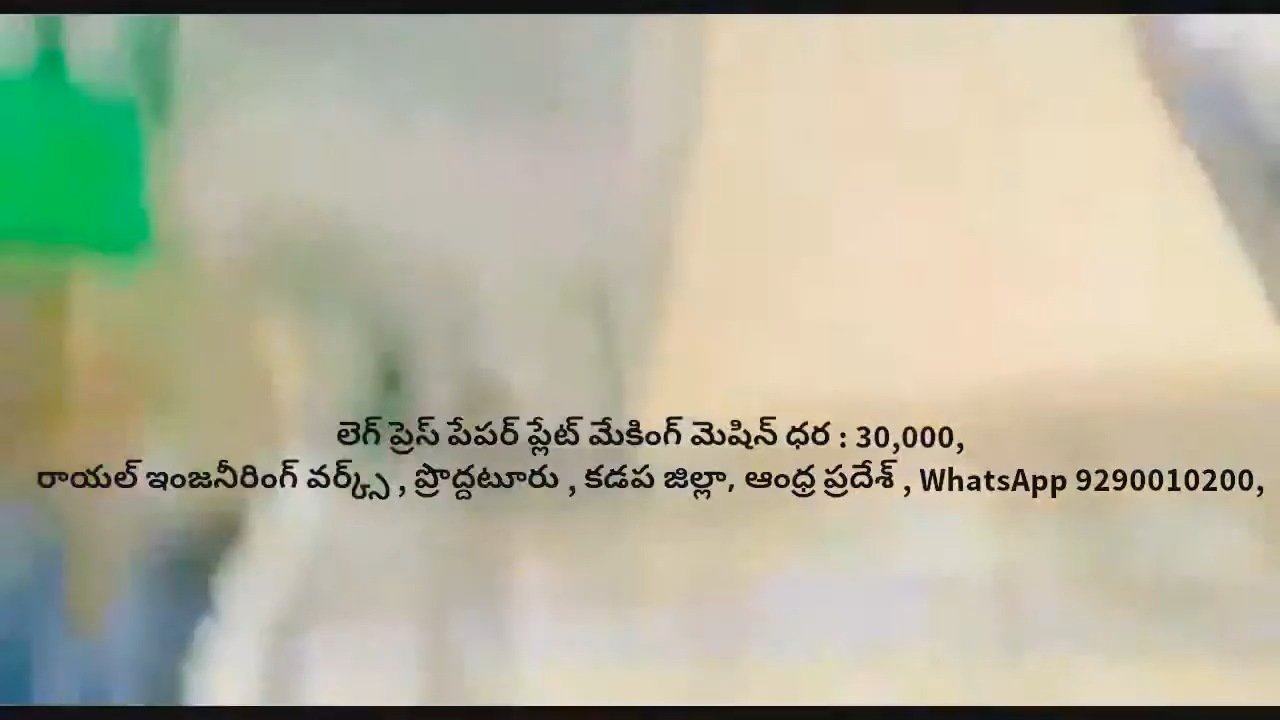 లెగ్ ప్రెస్ పేపర్ ప్లేట్ మేకింగ్ మెషిన్ ధర : 30,000,
రాయల్ ఇంజనీరింగ్ వర్క్స్ , ప్రొద్దటూరు , కడప జిల్లా, ఆంధ్ర ప్రదేశ్ , WhatsApp 9290010200,